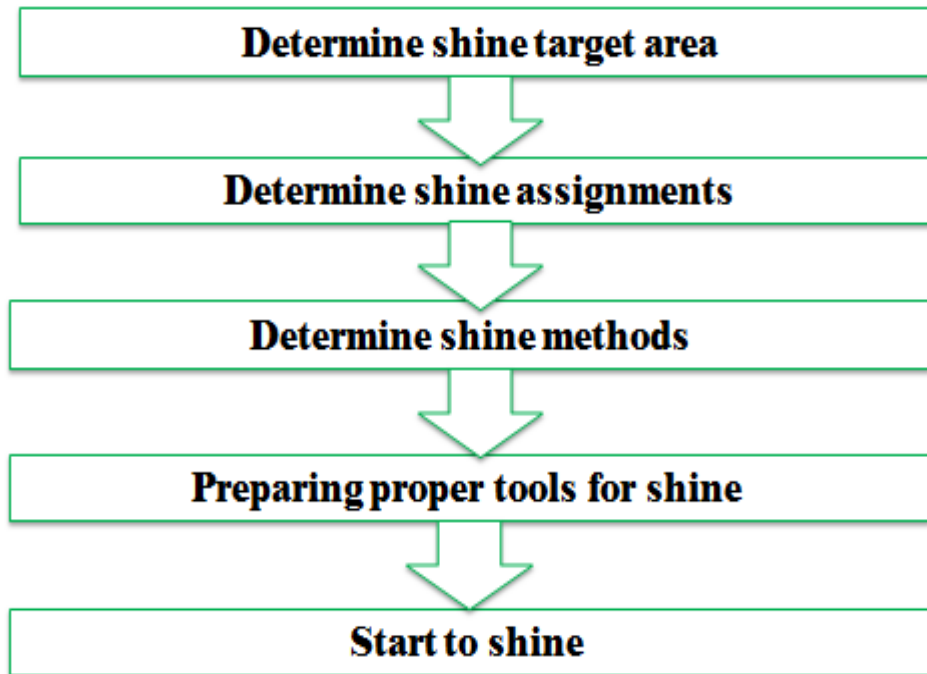 Determine shine target area
Determine shine assignments
Determine shine methods
Preparing proper tools for shine
Start to shine